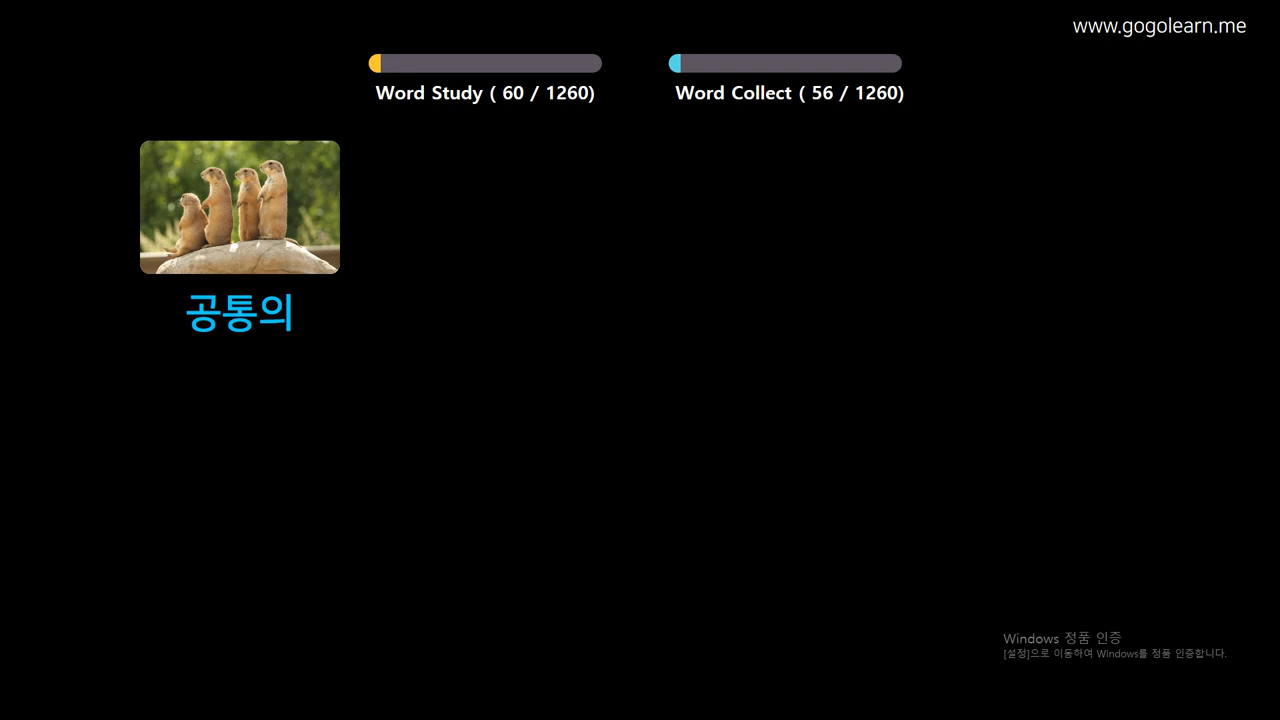 www.gogolearn.me
Word Study ( 60 / 1260)
Word Collect ( 56 / 1260)
공통의
Windows 정품 인증
[설정]으로 이동하여 Windows를 정품 인증합니다.